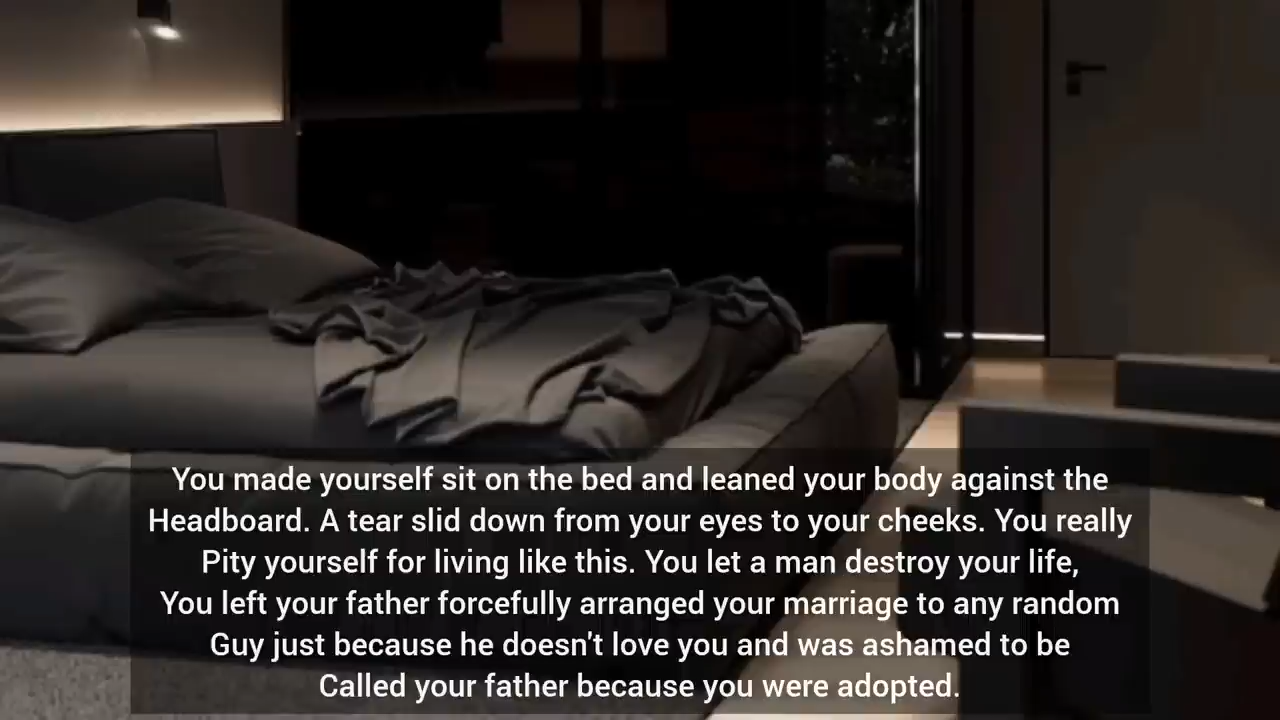 You made yourself sit on the bed and leaned your body against the
Headboard. A tear slid down from your eyes to your cheeks. You really
Pity yourself for living like this. You let a man destroy your life,
You left your father forcefully arranged your marriage to any random
Guy just because he doesn't love you and was ashamed to be
Called your father because you were adopted.